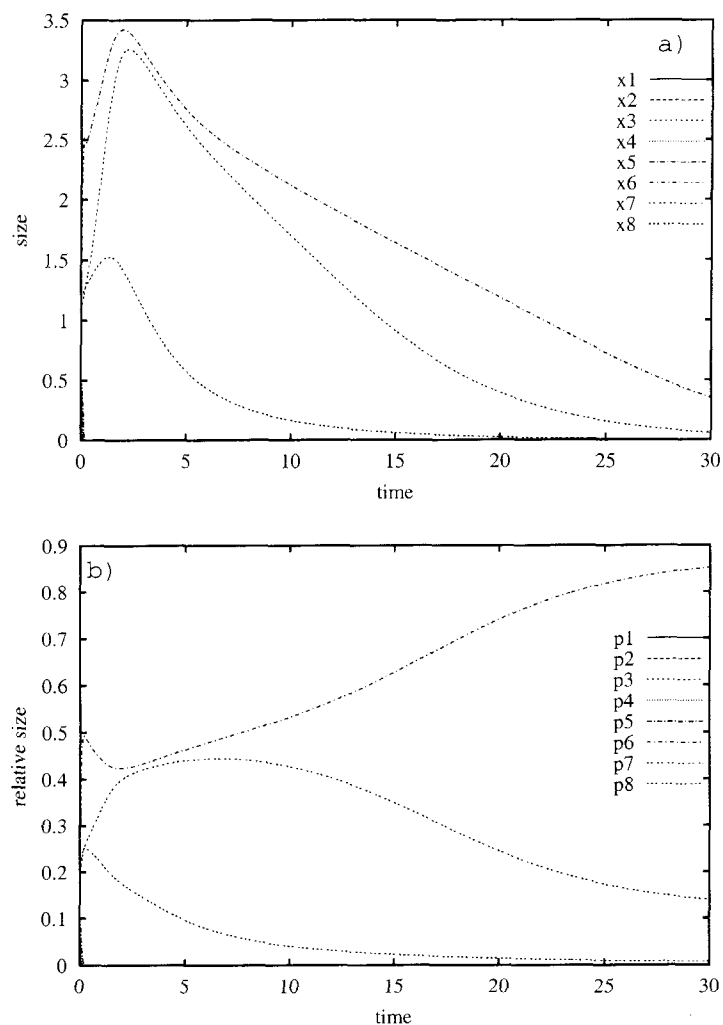 a)
3.5
3
2.5
2
1.5
1
0.5
0
size
x1
x2
x3
x4
x5
x6
x7
x8
0 5 10 15 20 25 30
time
b)
0.9
0.8
0.7
0.6
0.5
0.4
0.3
0.2
0.1
0
relative size
p1
p2
p3
p4
p5
p6
p7
p8
0 5 10 15 20 25 30
time